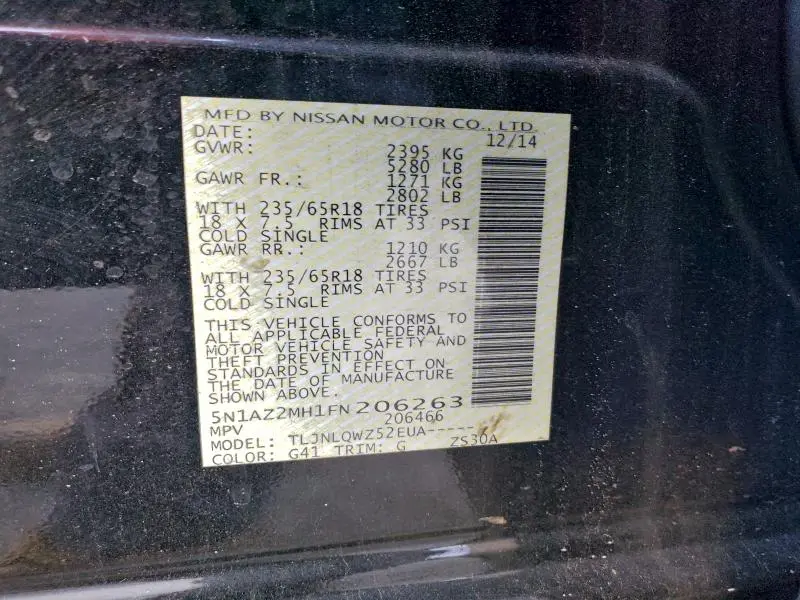 MFD BY NISSAN MOTOR CO., LTD.
DATE: 12/14
GVWR: 2395 KG
5280 LB
GAWR FR.: 1271 KG
2802 LB
WITH 235/65R18 TIRES
18 X 7.5 RIMS AT 33 PSI
COLD SINGLE
GAWR RR.: 1210 KG
2667 LB
WITH 235/65R18 TIRES
18 X 7.5 RIMS AT 33 PSI
COLD SINGLE
THIS VEHICLE CONFORMS TO
ALL APPLICABLE FEDERAL
MOTOR VEHICLE SAFETY AND
THEFT PREVENTION
STANDARDS IN EFFECT ON
THE DATE OF MANUFACTURE
SHOWN ABOVE.
5N1AZ2MH1FN206263
MPV 206466
MODEL: TLJNLQWZ52EUA-----
COLOR: G41 TRIM: G ZS30A